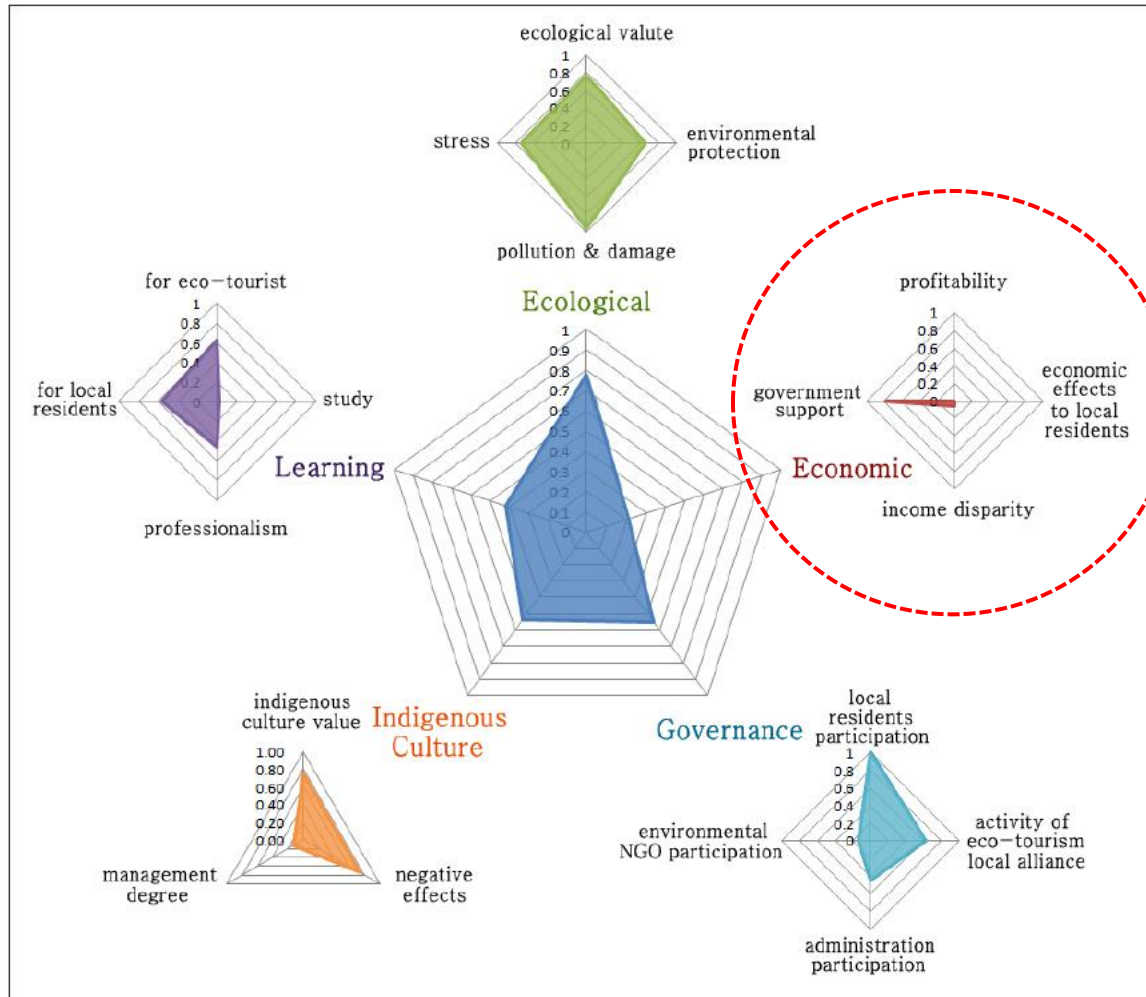 ecological valute
1
0.8
0.6
0.4
0.2
0
stress
environmental
protection
pollution & damage
Ecological
for eco-tourist
1
0.8
0.6
0.4
0.2
for local
residents
study
professionalism
Learning
profitability
1
0.8
0.6
0.4
0.2
0
government
support
economic
effects
to local
residents
income disparity
Economic
1
0.9
0.8
0.7
0.6
0.5
0.4
0.3
0.2
0.1
0
indigenous
culture value
1.00
0.80
0.60
0.40
0.20
0.00
management
degree
negative
effects
Indigenous
Culture
Governance
local
residents
participation
1
0.8
0.6
0.4
0.2
0
environmental
NGO participation
activity of
eco-tourism
local alliance
administration
participation